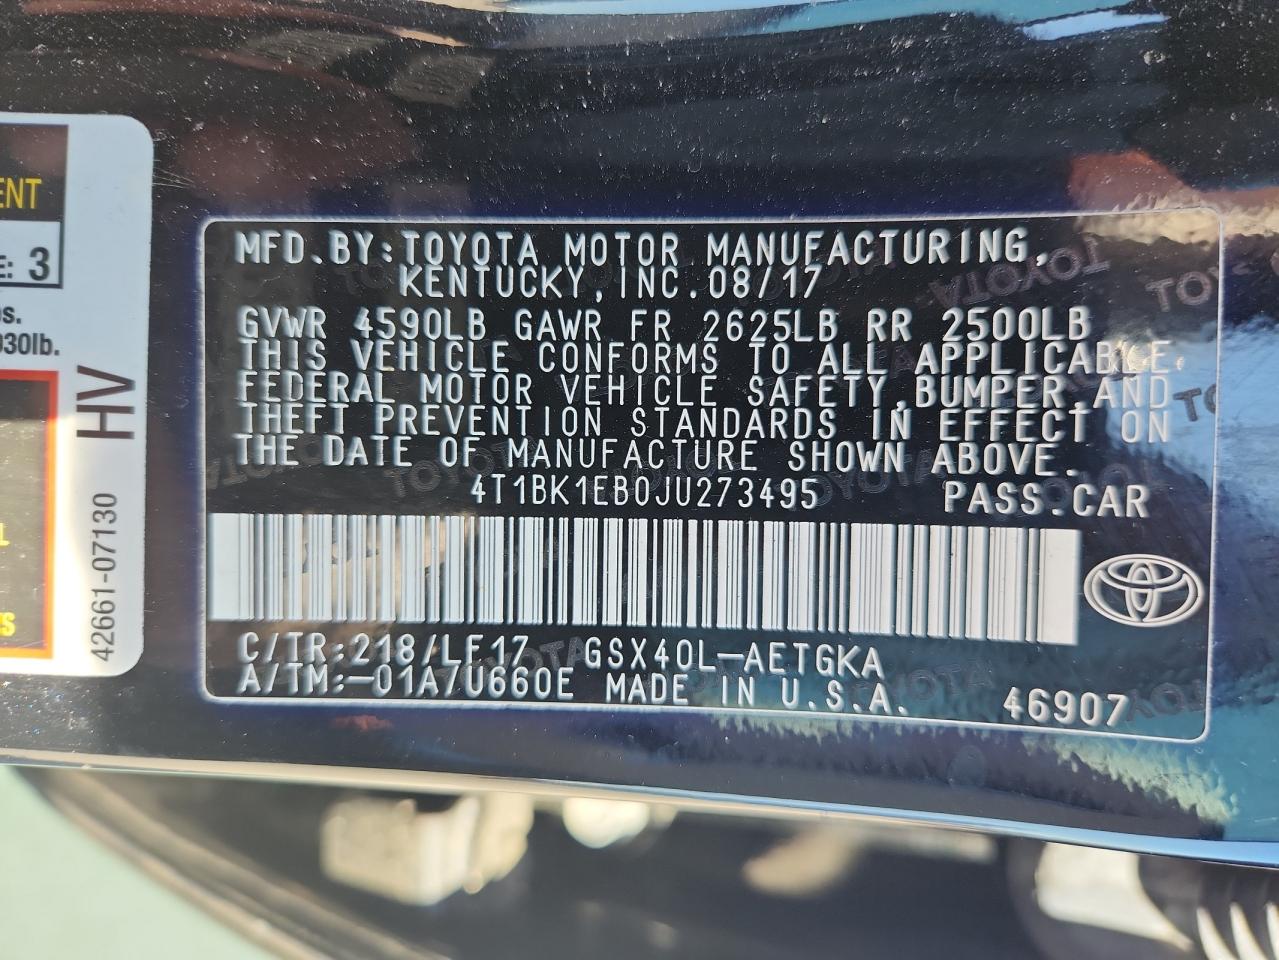 ENT
E: 3
s.
030lb.
HV
42661-07130
L
TS
MFD.BY:TOYOTA MOTOR MANUFACTURING,
KENTUCKY,INC.08/17
GVWR 4590LB GAWR FR 2625LB RR 2500LB
THIS VEHICLE CONFORMS TO ALL APPLICABLE
FEDERAL MOTOR VEHICLE SAFETY,BUMPER,AND
THEFT PREVENTION STANDARDS IN EFFECT ON
THE DATE OF MANUFACTURE SHOWN ABOVE.
4T1BK1EB0JU273495 PASS.CAR
C/TR:218/LF17 GSX40L-AETGKA
A/TM:-01A/U660E MADE IN U.S.A. 46907